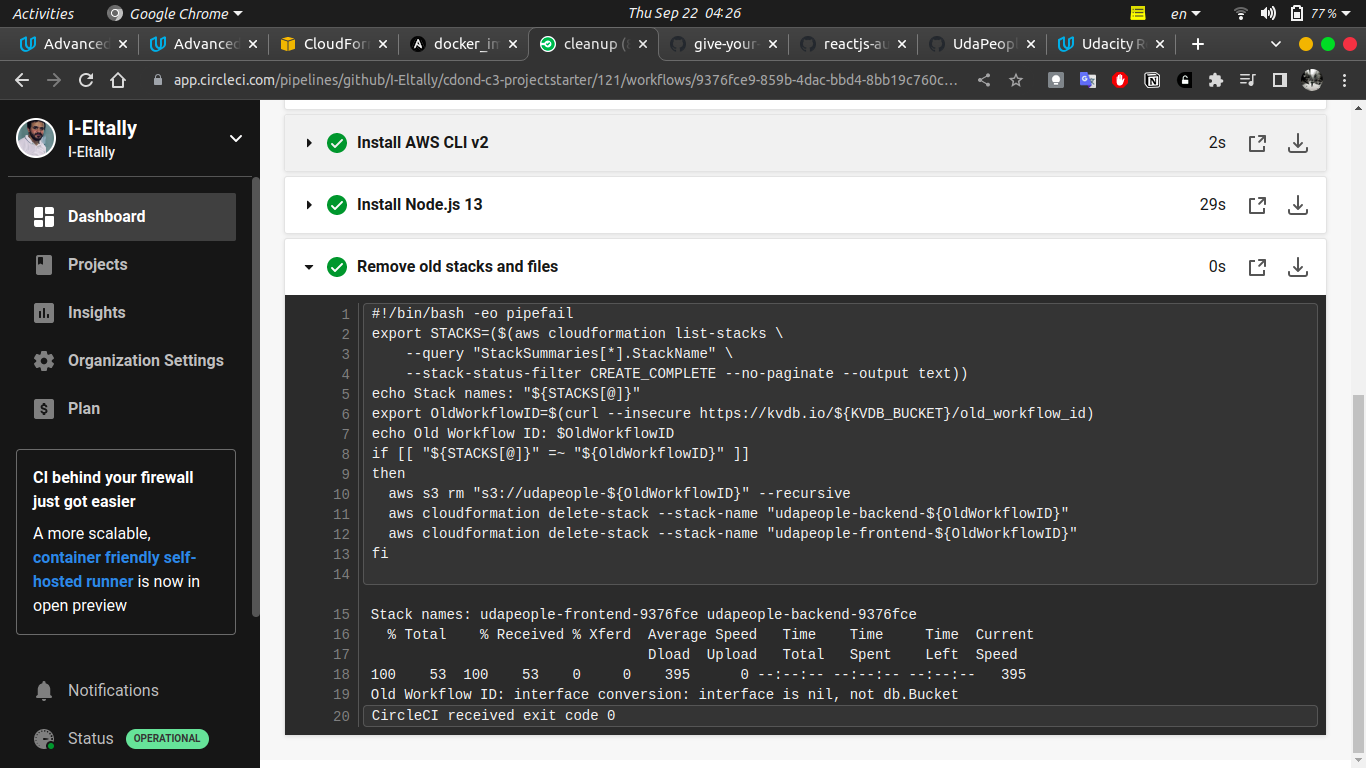 Activities
Google Chrome
Thu Sep 22 04:26
en
77 %
Advanced
Advanced
CloudFor
docker_im
cleanup (
give-your-
reactjs-au
UdaPeopl
Udacity R
app.circleci.com/pipelines/github/I-Eltally/cdond-c3-projectstarter/121/workflows/9376fce9-859b-4dac-bbd4-8bb19c760c...
I-Eltally
I-Eltally
Dashboard
Projects
Insights
Organization Settings
Plan
CI behind your firewall
just got easier
A more scalable,
container friendly self-
hosted runner is now in
open preview
Notifications
Status OPERATIONAL
Install AWS CLI v2 2s
Install Node.js 13 29s
Remove old stacks and files 0s
1 #!/bin/bash -eo pipefail
2 export STACKS=($(aws cloudformation list-stacks \
3     --query "StackSummaries[*].StackName" \
4     --stack-status-filter CREATE_COMPLETE --no-paginate --output text))
5 echo Stack names: "${STACKS[@]}"
6 export OldWorkflowID=$(curl --insecure https://kvdb.io/${KVDB_BUCKET}/old_workflow_id)
7 echo Old Workflow ID: $OldWorkflowID
8 if [[ "${STACKS[@]}" =~ "${OldWorkflowID}" ]]
9 then
10   aws s3 rm "s3://udapeople-${OldWorkflowID}" --recursive
11   aws cloudformation delete-stack --stack-name "udapeople-backend-${OldWorkflowID}"
12   aws cloudformation delete-stack --stack-name "udapeople-frontend-${OldWorkflowID}"
13 fi
14
15 Stack names: udapeople-frontend-9376fce udapeople-backend-9376fce
16   % Total    % Received % Xferd  Average Speed   Time    Time     Time  Current
17                                  Dload  Upload   Total   Spent    Left  Speed
18 100    53  100    53    0     0    395      0 --:--:-- --:--:-- --:--:--   395
19 Old Workflow ID: interface conversion: interface is nil, not db.Bucket
20 CircleCI received exit code 0